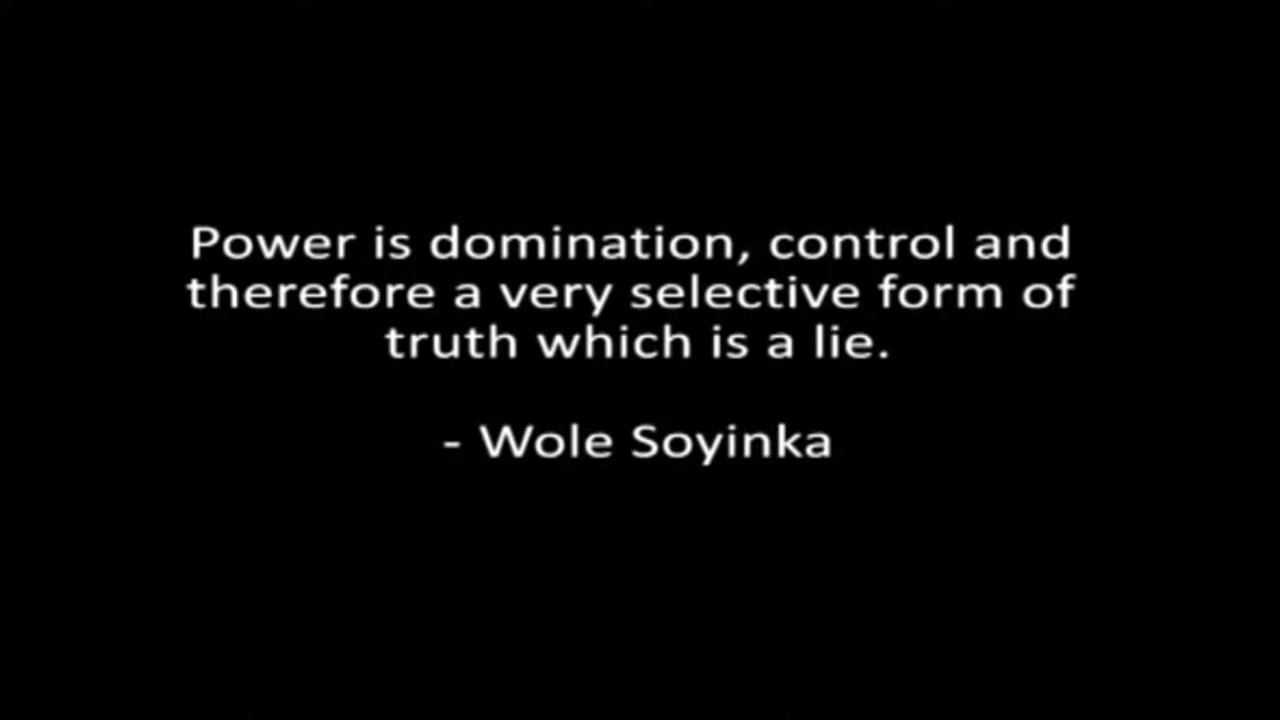 Power is domination, control and
therefore a very selective form of
truth which is a lie.
- Wole Soyinka